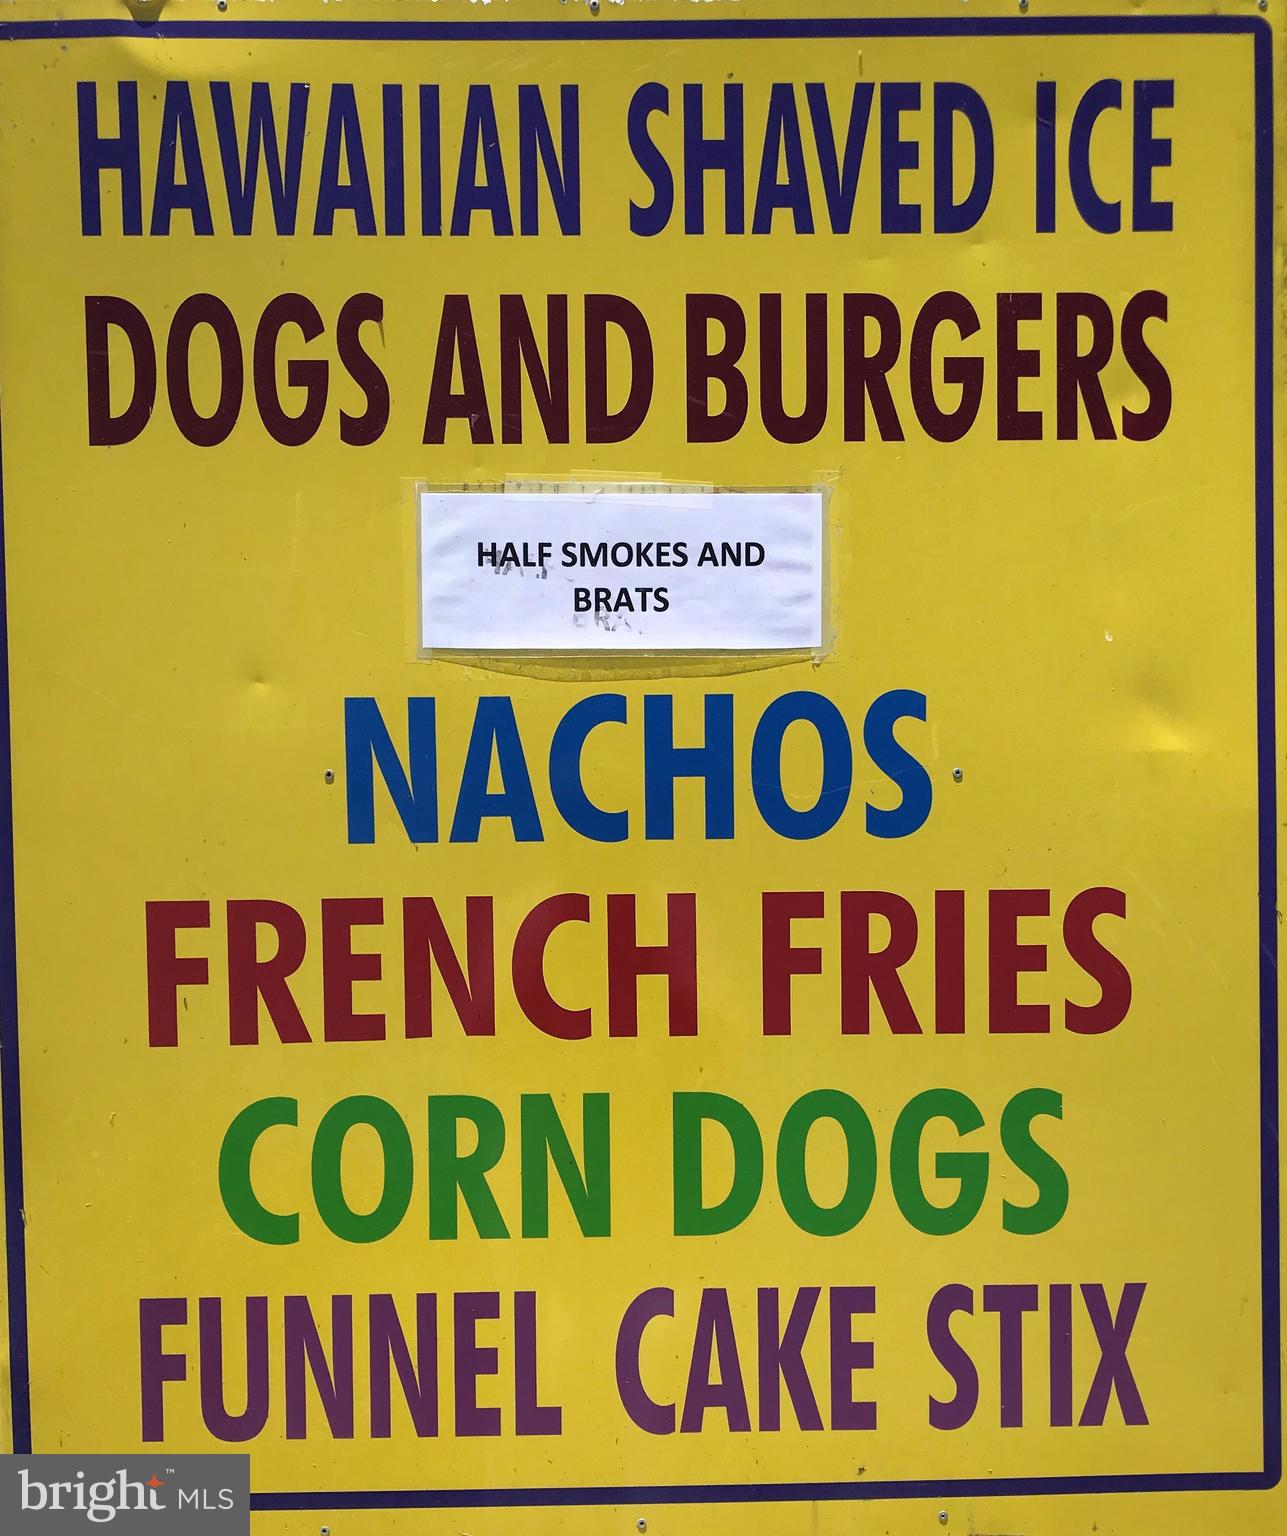 HAWAIIAN SHAVED ICE
DOGS AND BURGERS
HALF SMOKES AND
BRATS
NACHOS
FRENCH FRIES
CORN DOGS
FUNNEL CAKE STIX
bright™ MLS